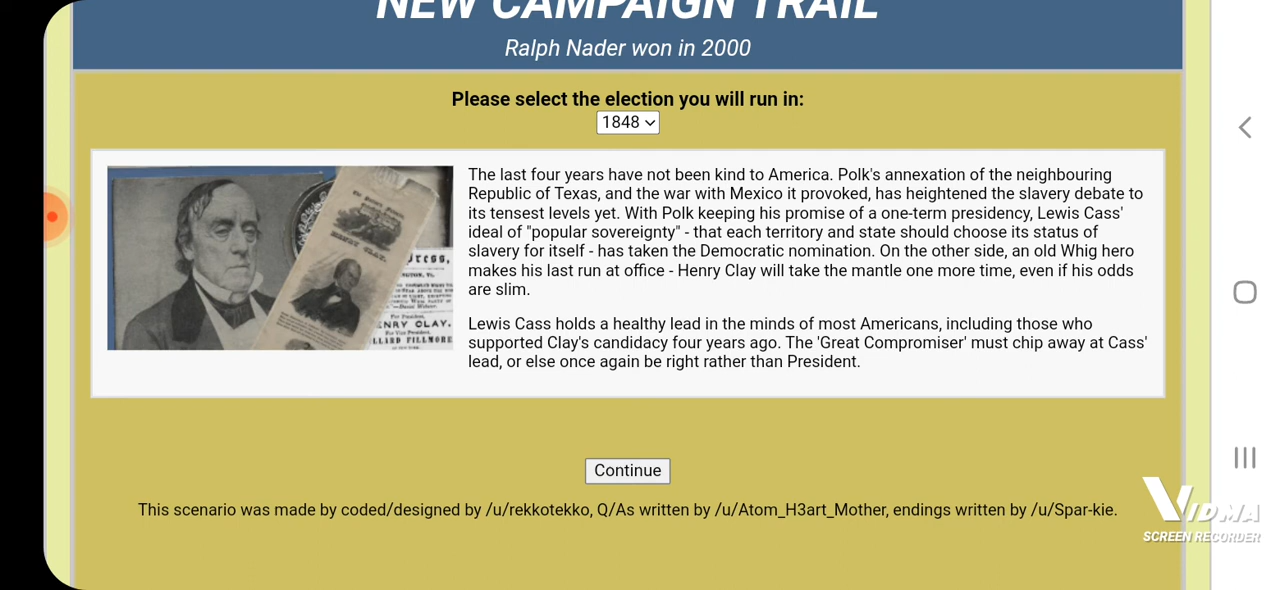 NEW CAMPAIGN TRAIL
Ralph Nader won in 2000
Please select the election you will run in:
1848
The last four years have not been kind to America. Polk's annexation of the neighbouring
Republic of Texas, and the war with Mexico it provoked, has heightened the slavery debate to
its tensest levels yet. With Polk keeping his promise of a one-term presidency, Lewis Cass'
ideal of "popular sovereignty" - that each territory and state should choose its status of
slavery for itself - has taken the Democratic nomination. On the other side, an old Whig hero
makes his last run at office - Henry Clay will take the mantle one more time, even if his odds
are slim.
Lewis Cass holds a healthy lead in the minds of most Americans, including those who
supported Clay's candidacy four years ago. The 'Great Compromiser' must chip away at Cass'
lead, or else once again be right rather than President.
HENRY CLAY.
ress,
For President,
ENRY CLAY.
For Vice President,
LLARD FILLMORE
Continue
This scenario was made by coded/designed by /u/rekkotekko, Q/As written by /u/Atom_H3art_Mother, endings written by /u/Spar-kie.
VIDMA
SCREEN RECORDER